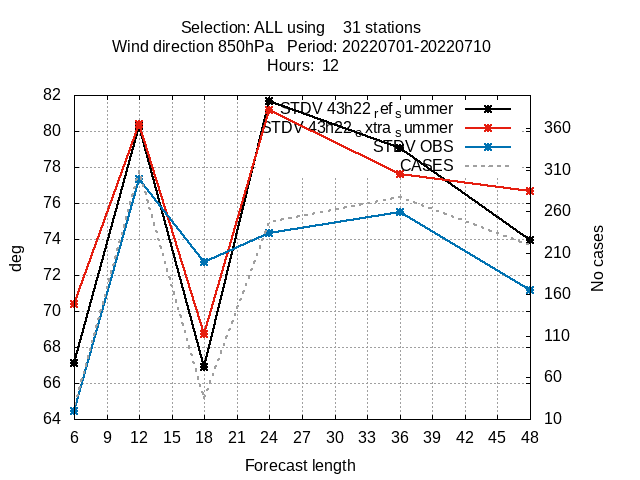 Selection: ALL using 31 stations
Wind direction 850hPa Period: 20220701-20220710
Hours: 12
STDV 43h22refsummer
STDV 43h22extrasummer
STDV OBS
CASES
82
80
78
76
74
72
70
68
66
64
deg
360
310
260
210
160
110
60
10
No cases
6 9 12 15 18 21 24 27 30 33 36 39 42 45 48
Forecast length